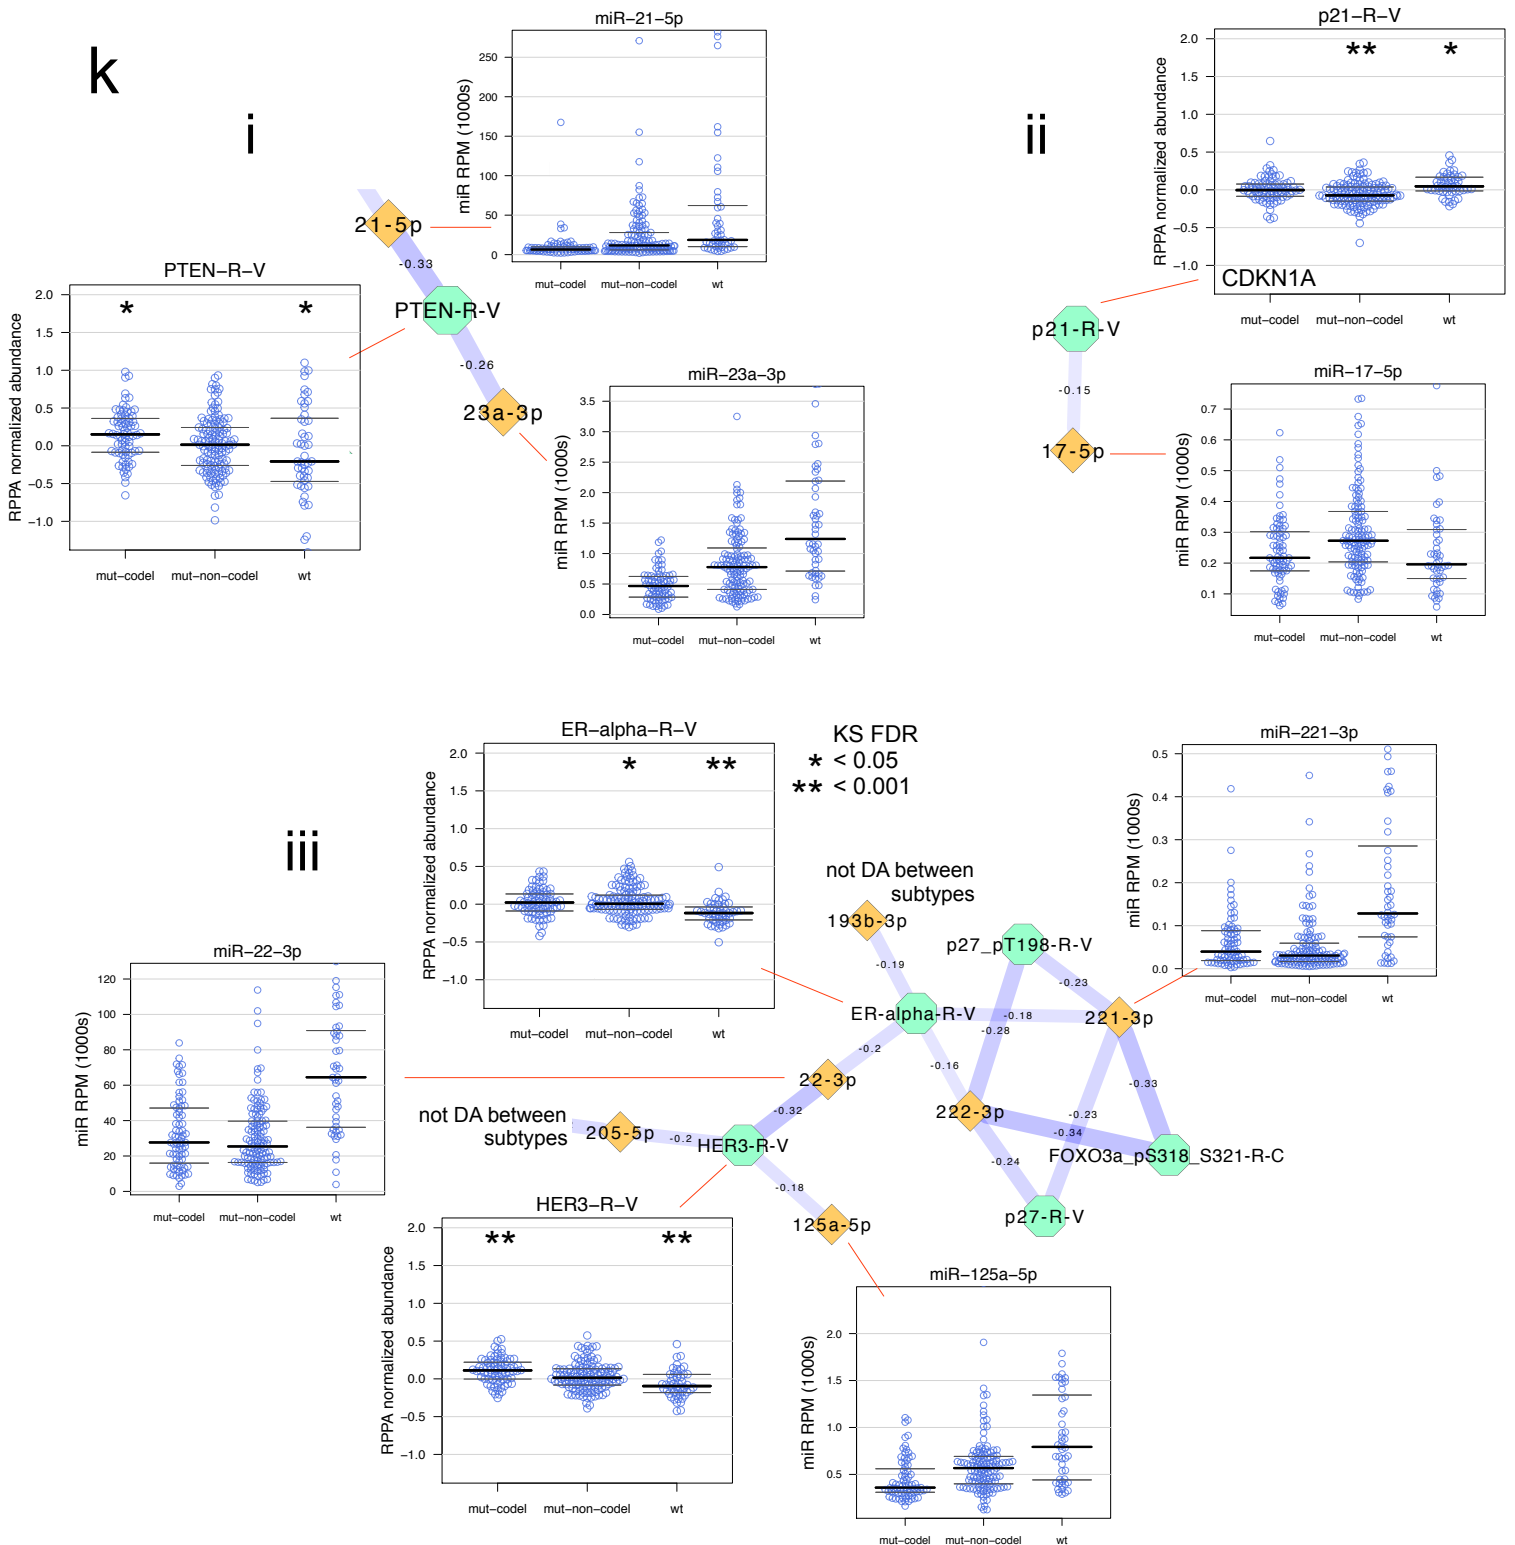 k
i
miR−21−5p
miR RPM (1000s)
250
200
150
100
50
0
mut−codel
mut−non−codel
wt
21-5p
-0.33
PTEN-R-V
-0.26
23a-3p
PTEN−R−V
RPPA normalized abundance
2.0
1.5
1.0
0.5
0.0
−0.5
−1.0
*
*
mut−codel
mut−non−codel
wt
miR−23a−3p
miR RPM (1000s)
3.5
3.0
2.5
2.0
1.5
1.0
0.5
0.0
mut−codel
mut−non−codel
wt
ii
p21−R−V
RPPA normalized abundance
2.0
1.5
1.0
0.5
0.0
−0.5
−1.0
**
*
CDKN1A
mut−codel
mut−non−codel
wt
p21-R-V
-0.15
17-5p
miR−17−5p
miR RPM (1000s)
0.7
0.6
0.5
0.4
0.3
0.2
0.1
mut−codel
mut−non−codel
wt
iii
ER−alpha−R−V
RPPA normalized abundance
2.0
1.5
1.0
0.5
0.0
−0.5
−1.0
*
**
mut−codel
mut−non−codel
wt
KS FDR
* < 0.05
** < 0.001
miR−221−3p
miR RPM (1000s)
0.5
0.4
0.3
0.2
0.1
0.0
mut−codel
mut−non−codel
wt
miR−22−3p
miR RPM (1000s)
120
100
80
60
40
20
0
mut−codel
mut−non−codel
wt
not DA between
subtypes
193b-3p
-0.19
p27_pT198-R-V
-0.23
ER-alpha-R-V
-0.18
221-3p
-0.28
-0.2
-0.16
22-3p
-0.33
222-3p
-0.32
-0.23
-0.34
not DA between
subtypes
205-5p
-0.2
HER3-R-V
FOXO3a_pS318_S321-R-C
-0.24
-0.18
p27-R-V
125a-5p
HER3−R−V
RPPA normalized abundance
2.0
1.5
1.0
0.5
0.0
−0.5
−1.0
**
**
mut−codel
mut−non−codel
wt
miR−125a−5p
miR RPM (1000s)
2.0
1.5
1.0
0.5
mut−codel
mut−non−codel
wt